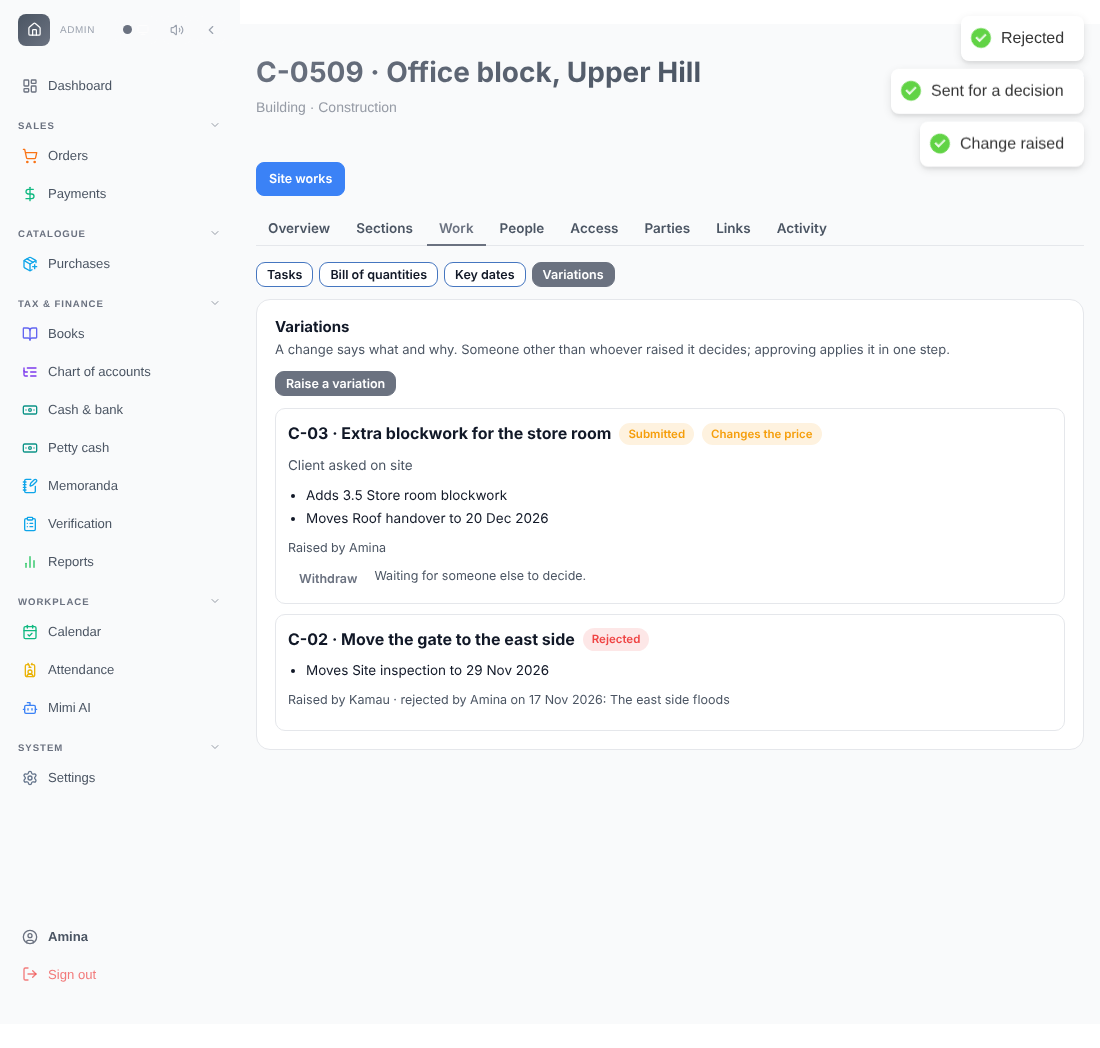 ADMIN
Dashboard
SALES
Orders
Payments
CATALOGUE
Purchases
TAX & FINANCE
Books
Chart of accounts
Cash & bank
Petty cash
Memoranda
Verification
Reports
WORKPLACE
Calendar
Attendance
Mimi AI
SYSTEM
Settings
Amina
Sign out
C-0509 · Office block, Upper Hill
Building · Construction
Rejected
Sent for a decision
Change raised
Site works
Overview Sections Work People Access Parties Links Activity
Tasks Bill of quantities Key dates Variations
Variations
A change says what and why. Someone other than whoever raised it decides; approving applies it in one step.
Raise a variation
C-03 · Extra blockwork for the store room Submitted Changes the price
Client asked on site
• Adds 3.5 Store room blockwork
• Moves Roof handover to 20 Dec 2026
Raised by Amina
Withdraw Waiting for someone else to decide.
C-02 · Move the gate to the east side Rejected
• Moves Site inspection to 29 Nov 2026
Raised by Kamau · rejected by Amina on 17 Nov 2026: The east side floods